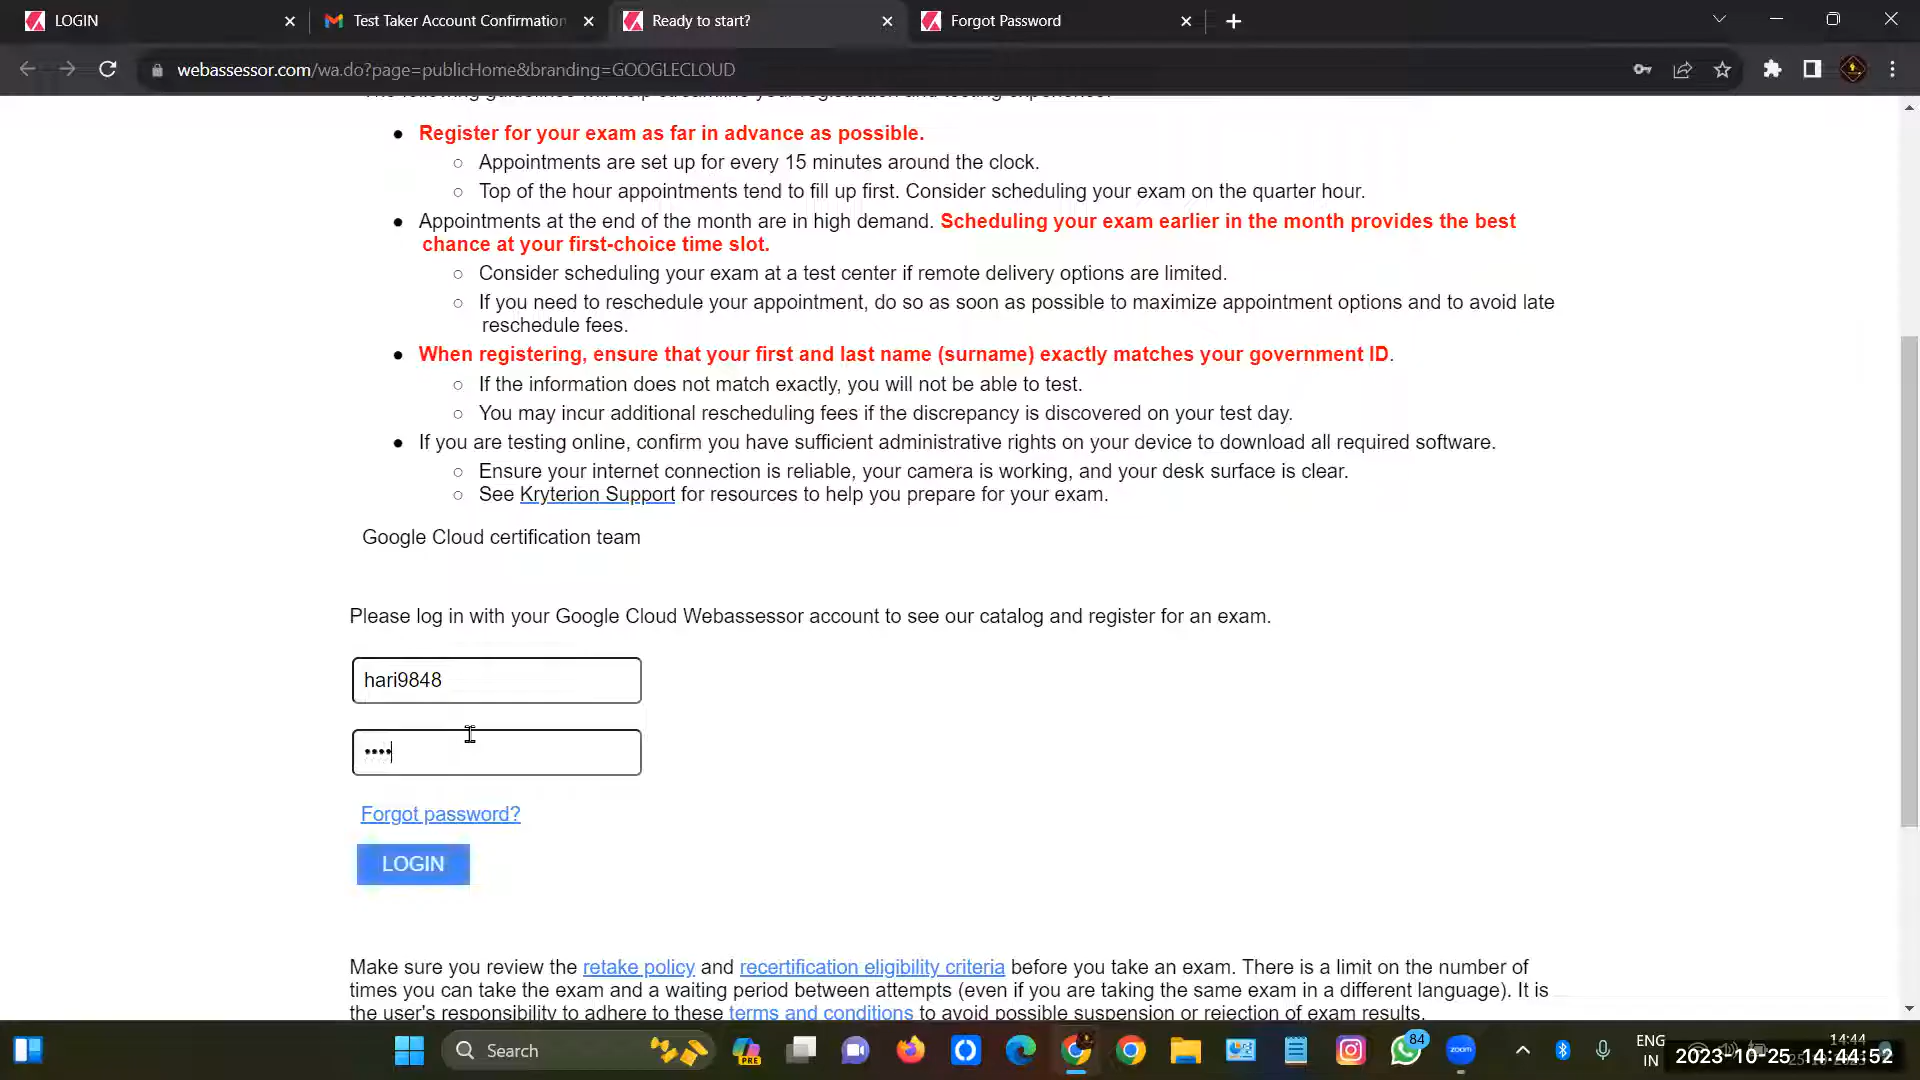 LOGIN
Test Taker Account Confirmation
Ready to start?
Forgot Password
webassessor.com/wa.do?page=publicHome&branding=GOOGLECLOUD
The following guidelines will help streamline your registration and testing experience.
Register for your exam as far in advance as possible.
Appointments are set up for every 15 minutes around the clock.
Top of the hour appointments tend to fill up first. Consider scheduling your exam on the quarter hour.
Appointments at the end of the month are in high demand. Scheduling your exam earlier in the month provides the best
chance at your first-choice time slot.
Consider scheduling your exam at a test center if remote delivery options are limited.
If you need to reschedule your appointment, do so as soon as possible to maximize appointment options and to avoid late
reschedule fees.
When registering, ensure that your first and last name (surname) exactly matches your government ID.
If the information does not match exactly, you will not be able to test.
You may incur additional rescheduling fees if the discrepancy is discovered on your test day.
If you are testing online, confirm you have sufficient administrative rights on your device to download all required software.
Ensure your internet connection is reliable, your camera is working, and your desk surface is clear.
See Kryterion Support for resources to help you prepare for your exam.
Google Cloud certification team
Please log in with your Google Cloud Webassessor account to see our catalog and register for an exam.
hari9848
Forgot password?
LOGIN
Make sure you review the retake policy and recertification eligibility criteria before you take an exam. There is a limit on the number of
times you can take the exam and a waiting period between attempts (even if you are taking the same exam in a different language). It is
the user's responsibility to adhere to these terms and conditions to avoid possible suspension or rejection of exam results.
Search
PRE
84
zoom
ENG
IN
14:44
2023-10-25 14:44:52